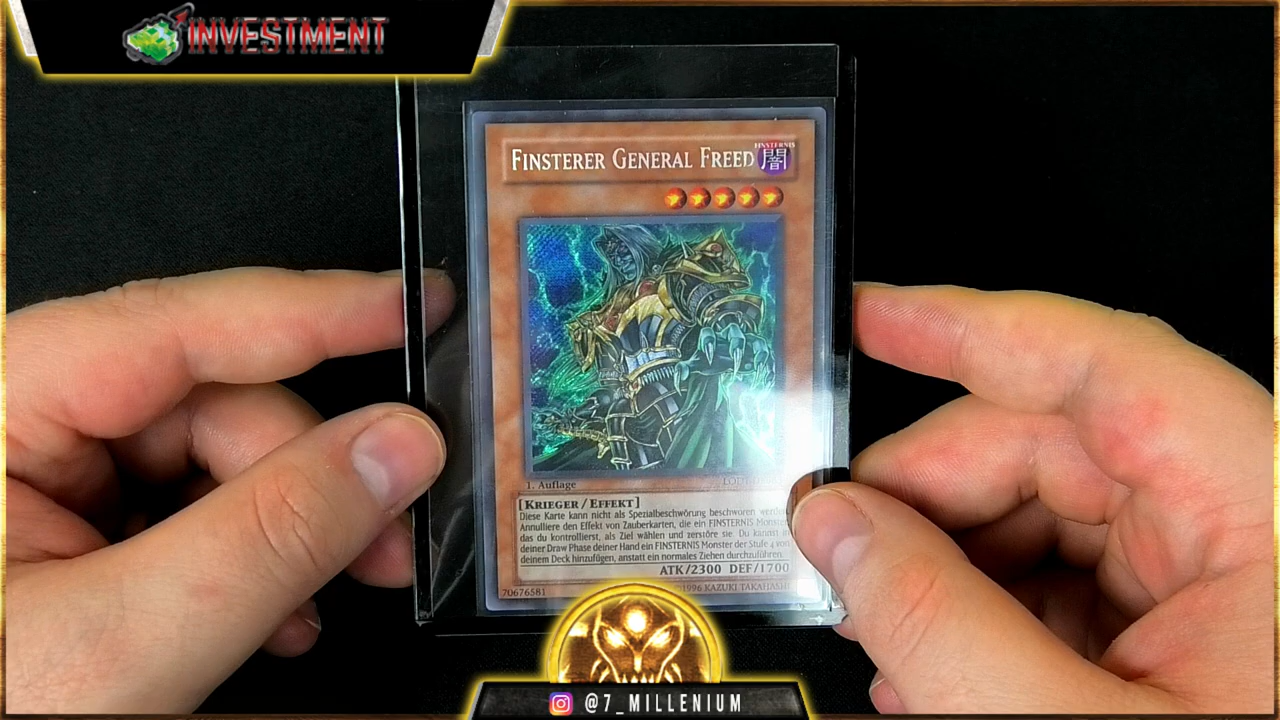 INVESTMENT
FINSTERER GENERAL FREED
FINSTERNIS
闇
1. Auflage
[KRIEGER / EFFEKT]
Diese Karte kann nicht als Spezialbeschwörung beschworen werden.
Annulliere den Effekt von Zauberkarten, die ein FINSTERNIS Monster,
das du kontrollierst, als Ziel wählen und zerstöre sie. Du kannst in
deiner Draw Phase deiner Hand ein FINSTERNIS Monster der Stufe 4 von
deinem Deck hinzufügen, anstatt ein normales Ziehen durchzuführen.
ATK/2300 DEF/1700
70676581
©1996 KAZUKI TAKAHASHI
@7_MILLENIUM